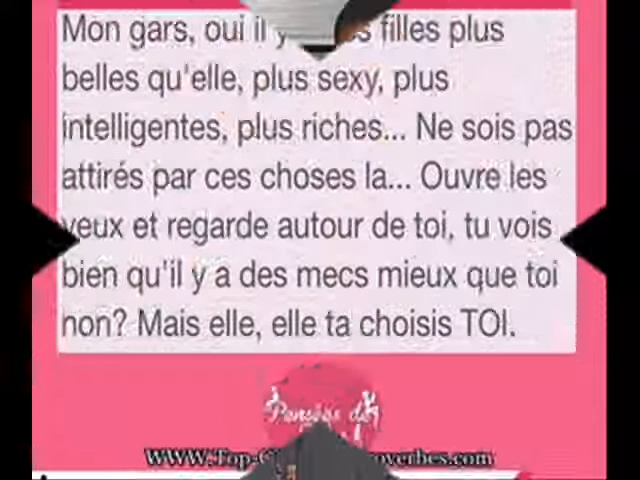 Mon gars, oui il y filles plus
belles qu'elle, plus sexy, plus
intelligentes, plus riches... Ne sois pas
attirés par ces choses la... Ouvre les
yeux et regarde autour de toi, tu vois
bien qu'il y a des mecs mieux que toi
non? Mais elle, elle ta choisis TOI.
Pensées de